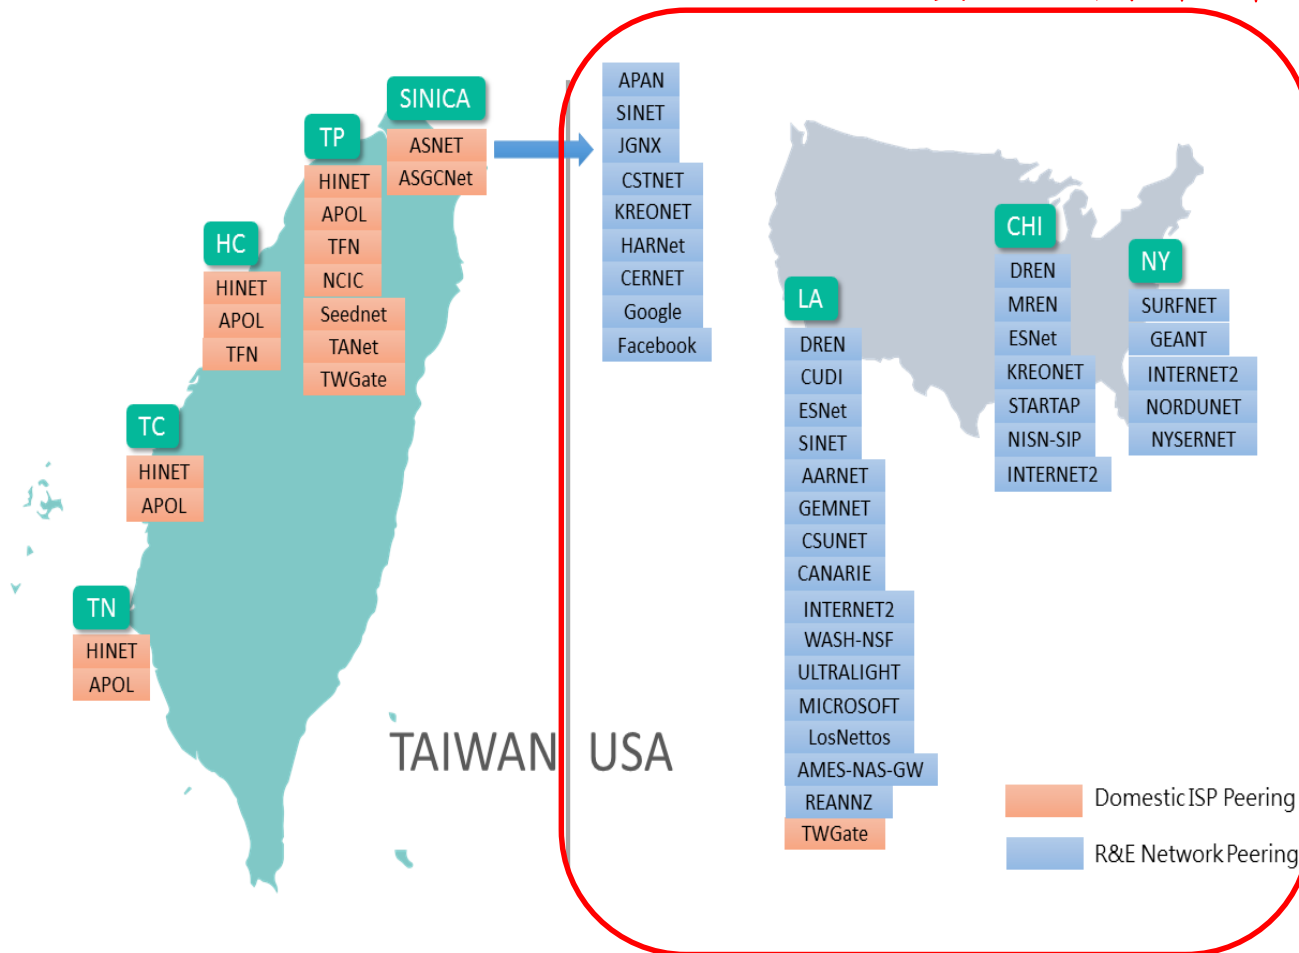 SINICA
ASNET
ASGCNet
TP
HINET
APOL
TFN
NCIC
Seednet
TANet
TWGate
HC
HINET
APOL
TFN
TC
HINET
APOL
TN
HINET
APOL
TAIWAN
USA
APAN
SINET
JGNX
CSTNET
KREONET
HARNet
CERNET
Google
Facebook
LA
DREN
CUDI
ESNet
SINET
AARNET
GEMNET
CSUNET
CANARIE
INTERNET2
WASH-NSF
ULTRALIGHT
MICROSOFT
LosNettos
AMES-NAS-GW
REANNZ
TWGate
CHI
DREN
MREN
ESNet
KREONET
STARTAP
NISN-SIP
INTERNET2
NY
SURFNET
GEANT
INTERNET2
NORDUNET
NYSERNET
Domestic ISP Peering
R&E Network Peering